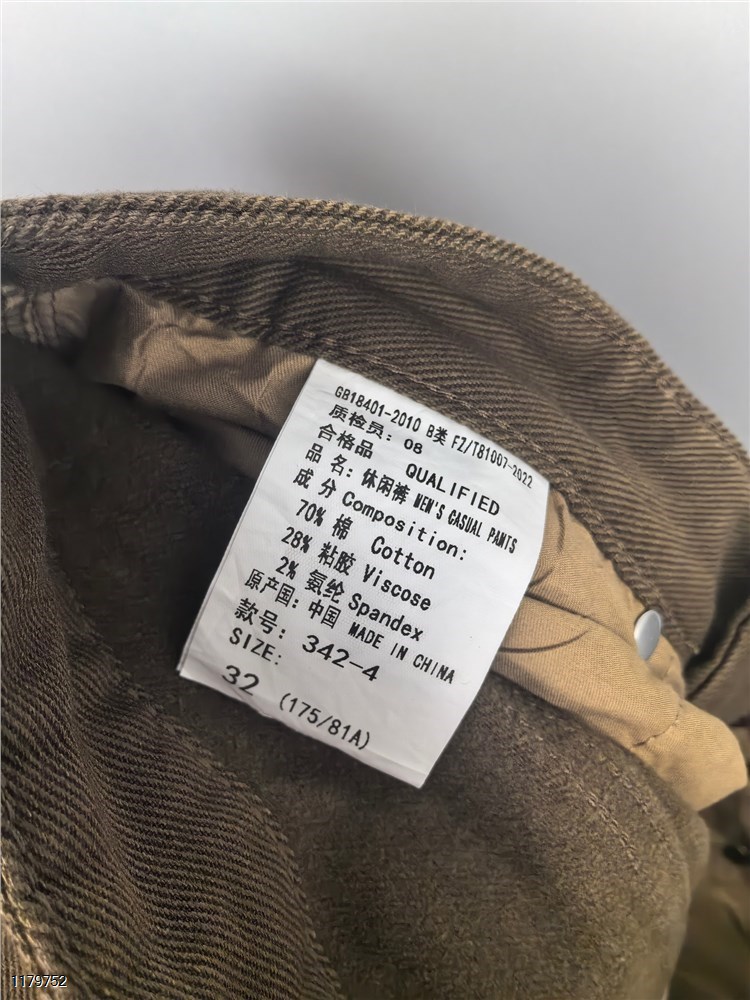 GB18401-2010 B类 FZ/T81007-2022
质检员: 08
合格品 QUALIFIED
品 名: 休闲裤 MEN'S CASUAL PANTS
成 分 Composition:
70% 棉 Cotton
28% 粘胶 Viscose
2% 氨纶 Spandex
原产国: 中国 MADE IN CHINA
款号: 342-4
SIZE:
32 (175/81A)
1179752